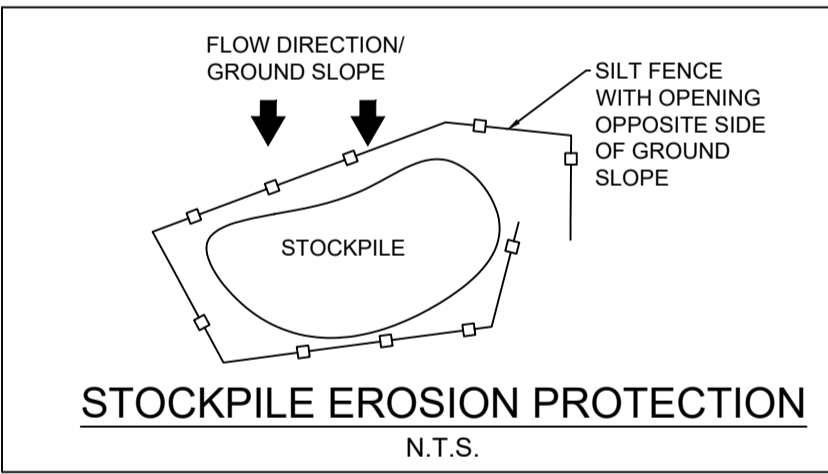 FLOW DIRECTION/
GROUND SLOPE
SILT FENCE
WITH OPENING
OPPOSITE SIDE
OF GROUND
SLOPE
STOCKPILE
STOCKPILE EROSION PROTECTION
N.T.S.